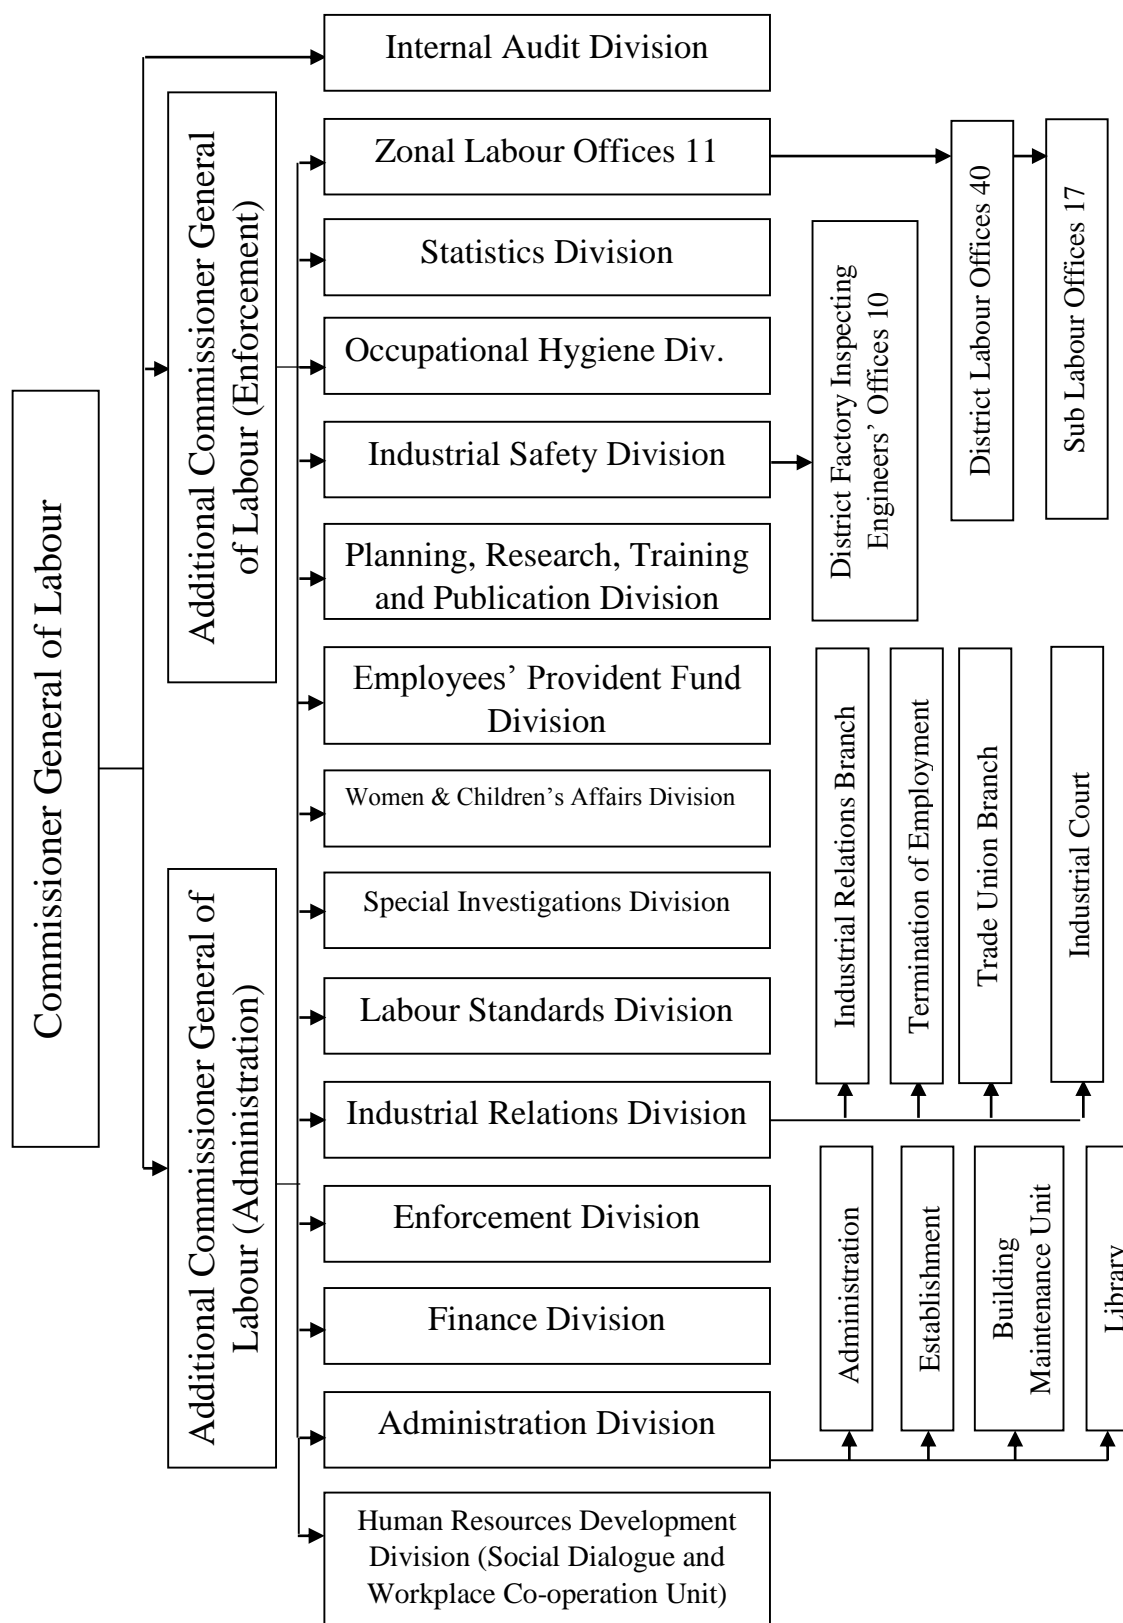 Commissioner General of Labour
Additional Commissioner General
of Labour (Enforcement)
Additional Commissioner General of
Labour (Administration)
Internal Audit Division
Zonal Labour Offices 11
Statistics Division
Occupational Hygiene Div.
Industrial Safety Division
Planning, Research, Training
and Publication Division
Employees’ Provident Fund
Division
Women & Children’s Affairs Division
Special Investigations Division
Labour Standards Division
Industrial Relations Division
Enforcement Division
Finance Division
Administration Division
Human Resources Development
Division (Social Dialogue and
Workplace Co-operation Unit)
District Factory Inspecting
Engineers’ Offices 10
District Labour Offices 40
Sub Labour Offices 17
Industrial Relations Branch
Termination of Employment
Trade Union Branch
Industrial Court
Administration
Establishment
Building
Maintenance Unit
Library